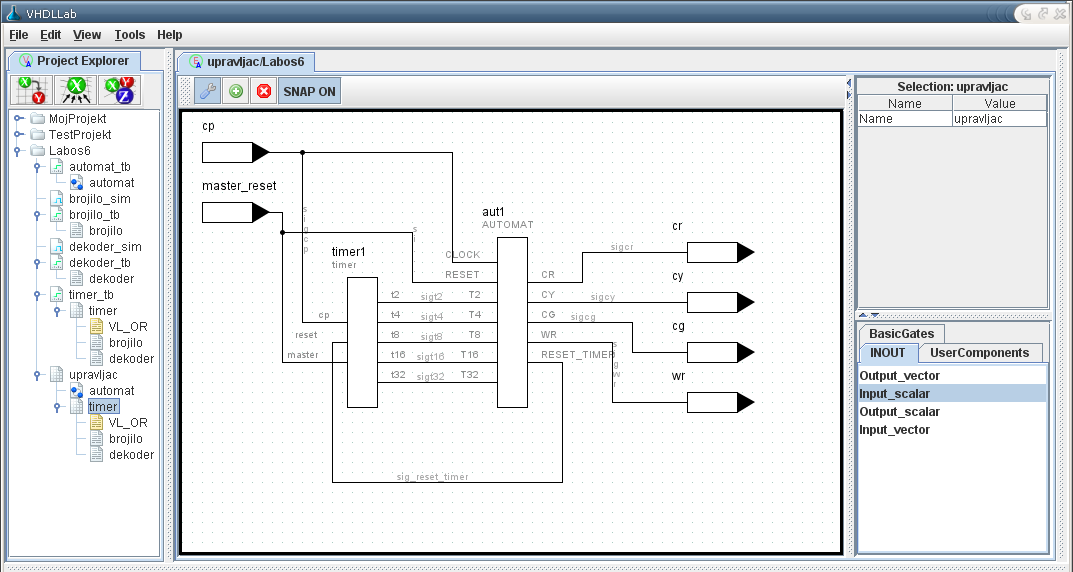 VHDLLab
File Edit View Tools Help
Project Explorer
MojProjekt
TestProjekt
Labos6
automat_tb
automat
brojilo_sim
brojilo_tb
brojilo
dekoder_sim
dekoder_tb
dekoder
timer_tb
timer
VL_OR
brojilo
dekoder
upravljac
automat
timer
VL_OR
brojilo
dekoder
upravljac/Labos6
SNAP ON
cp
master_reset
sigcp
si
timer1
timer
cp
reset
master
t2
t4
t8
t16
t32
sigt2
sigt4
sigt8
sigt16
sigt32
aut1
AUTOMAT
CLOCK
RESET
T2
T4
T8
T16
T32
CR
CY
CG
WR
RESET_TIMER
sigcr
sigcy
sigcg
sigwr
sig_reset_timer
cr
cy
cg
wr
Selection: upravljac
Name Value
Name upravljac
BasicGates
INOUT UserComponents
Output_vector
Input_scalar
Output_scalar
Input_vector